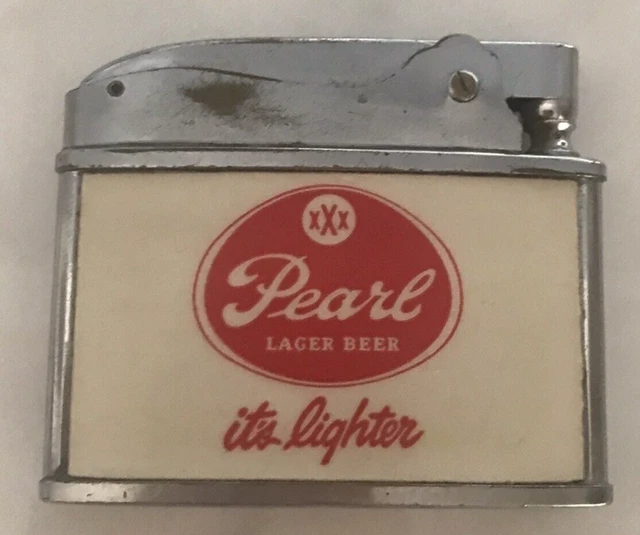 xXx
Pearl
LAGER BEER
it's lighter